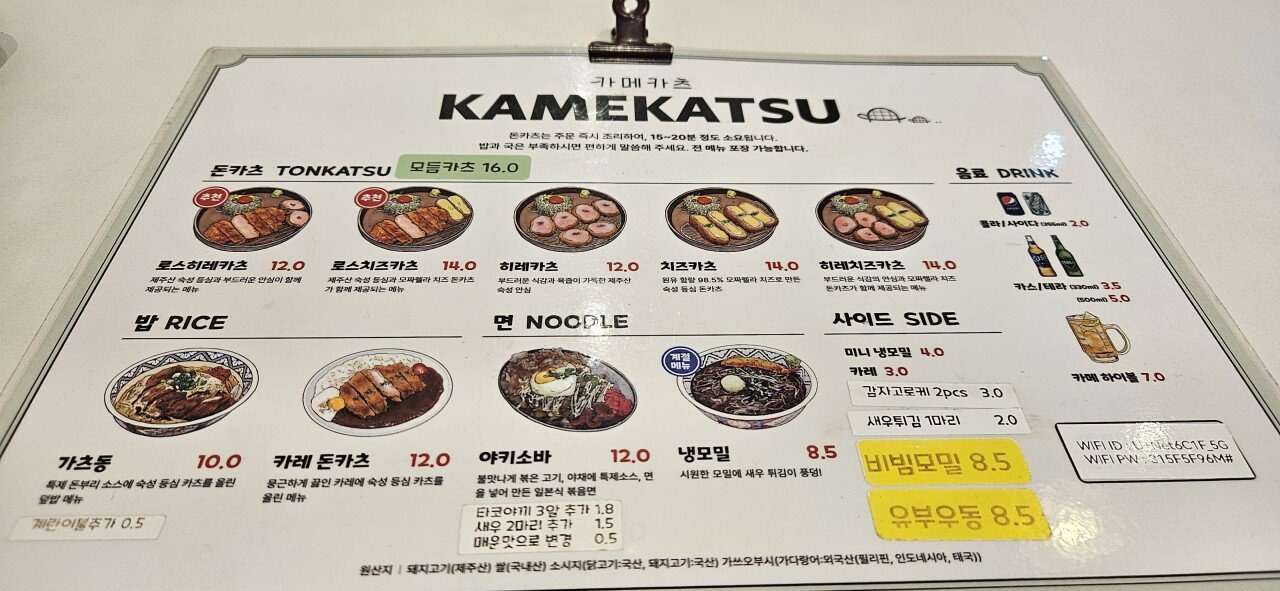 카메카츠
KAMEKATSU
돈카츠는 주문 즉시 조리하여, 15~20분 정도 소요됩니다.
밥과 국은 부족하시면 편하게 말씀해 주세요. 전 메뉴 포장 가능합니다.
돈카츠 TONKATSU 모듬카츠 16.0
추천
추천
로스히레카츠 12.0
제주산 숙성 등심과 부드러운 안심이 함께
제공되는 메뉴
로스치즈카츠 14.0
제주산 숙성 등심과 모짜렐라 치즈 돈카츠
가 함께 제공되는 메뉴
히레카츠 12.0
부드러운 식감과 육즙이 가득한 제주산
숙성 안심
치즈카츠 14.0
원유 함량 98.5% 모짜렐라 치즈로 만든
숙성 등심 돈카츠
히레치즈카츠 14.0
부드러운 식감의 안심과 모짜렐라 치즈
돈카츠가 함께 제공되는 메뉴
음료 DRINK
pepsi
콜라/사이다 (355ml) 2.0
카스/테라 (330ml) 3.5
(500ml) 5.0
카메 하이볼 7.0
밥 RICE
가츠동 10.0
특제 돈부리 소스에 숙성 등심 카츠를 올린
덮밥 메뉴
계란이불추가 0.5
카레 돈카츠 12.0
뭉근하게 끓인 카레에 숙성 등심 카츠를
올린 메뉴
면 NOODLE
야키소바 12.0
불맛나게 볶은 고기, 야채에 특제소스, 면
을 넣어 만든 일본식 볶음면
타코야끼 3알 추가 1.8
새우 2마리 추가 1.5
매운맛으로 변경 0.5
계절
메뉴
냉모밀 8.5
시원한 모밀에 새우 튀김이 퐁당!
사이드 SIDE
미니 냉모밀 4.0
카레 3.0
감자고로케 2pcs 3.0
새우튀김 1마리 2.0
비빔모밀 8.5
유부우동 8.5
WIFI ID : U+Net6C1F_5G
WIFI PW : 215F5F96M#
원산지 | 돼지고기(제주산) 쌀(국내산) 소시지(닭고기:국산, 돼지고기:국산) 가쓰오부시(가다랑어:외국산(필리핀, 인도네시아, 태국))